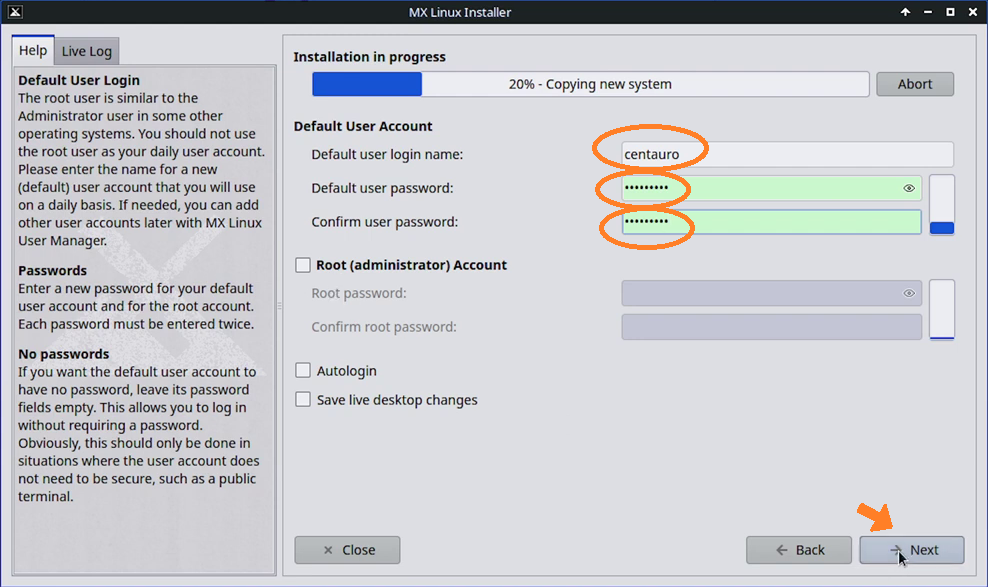 MX Linux Installer
Help
Live Log
Default User Login
The root user is similar to the
Administrator user in some other
operating systems. You should not use
the root user as your daily user account.
Please enter the name for a new
(default) user account that you will use
on a daily basis. If needed, you can add
other user accounts later with MX Linux
User Manager.
Passwords
Enter a new password for your default
user account and for the root account.
Each password must be entered twice.
No passwords
If you want the default user account to
have no password, leave its password
fields empty. This allows you to log in
without requiring a password.
Obviously, this should only be done in
situations where the user account does
not need to be secure, such as a public
terminal.
Installation in progress
20% - Copying new system
Abort
Default User Account
Default user login name:
centauro
Default user password:
•••••••••
Confirm user password:
•••••••••
Root (administrator) Account
Root password:
Confirm root password:
Autologin
Save live desktop changes
Close
Back
Next